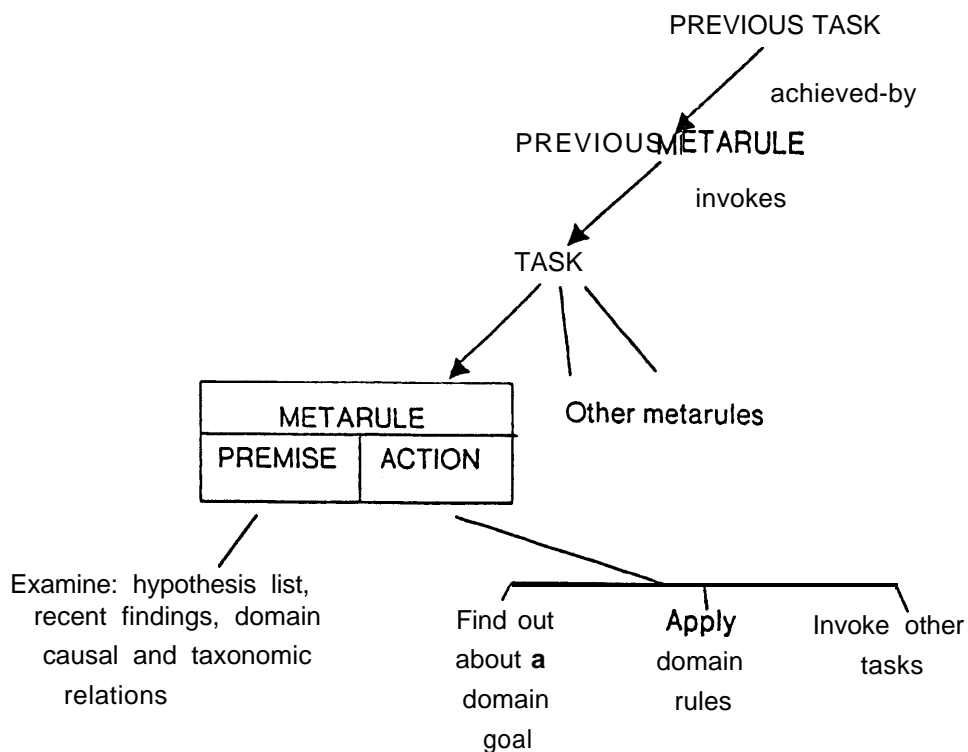 PREVIOUS TASK
achieved-by
PREVIOUS METARULE
invokes
TASK
METARULE
PREMISE
ACTION
Other metarules
Examine: hypothesis list,
recent findings, domain
causal and taxonomic
relations
Find out
about a
domain
goal
Apply
domain
rules
Invoke other
tasks